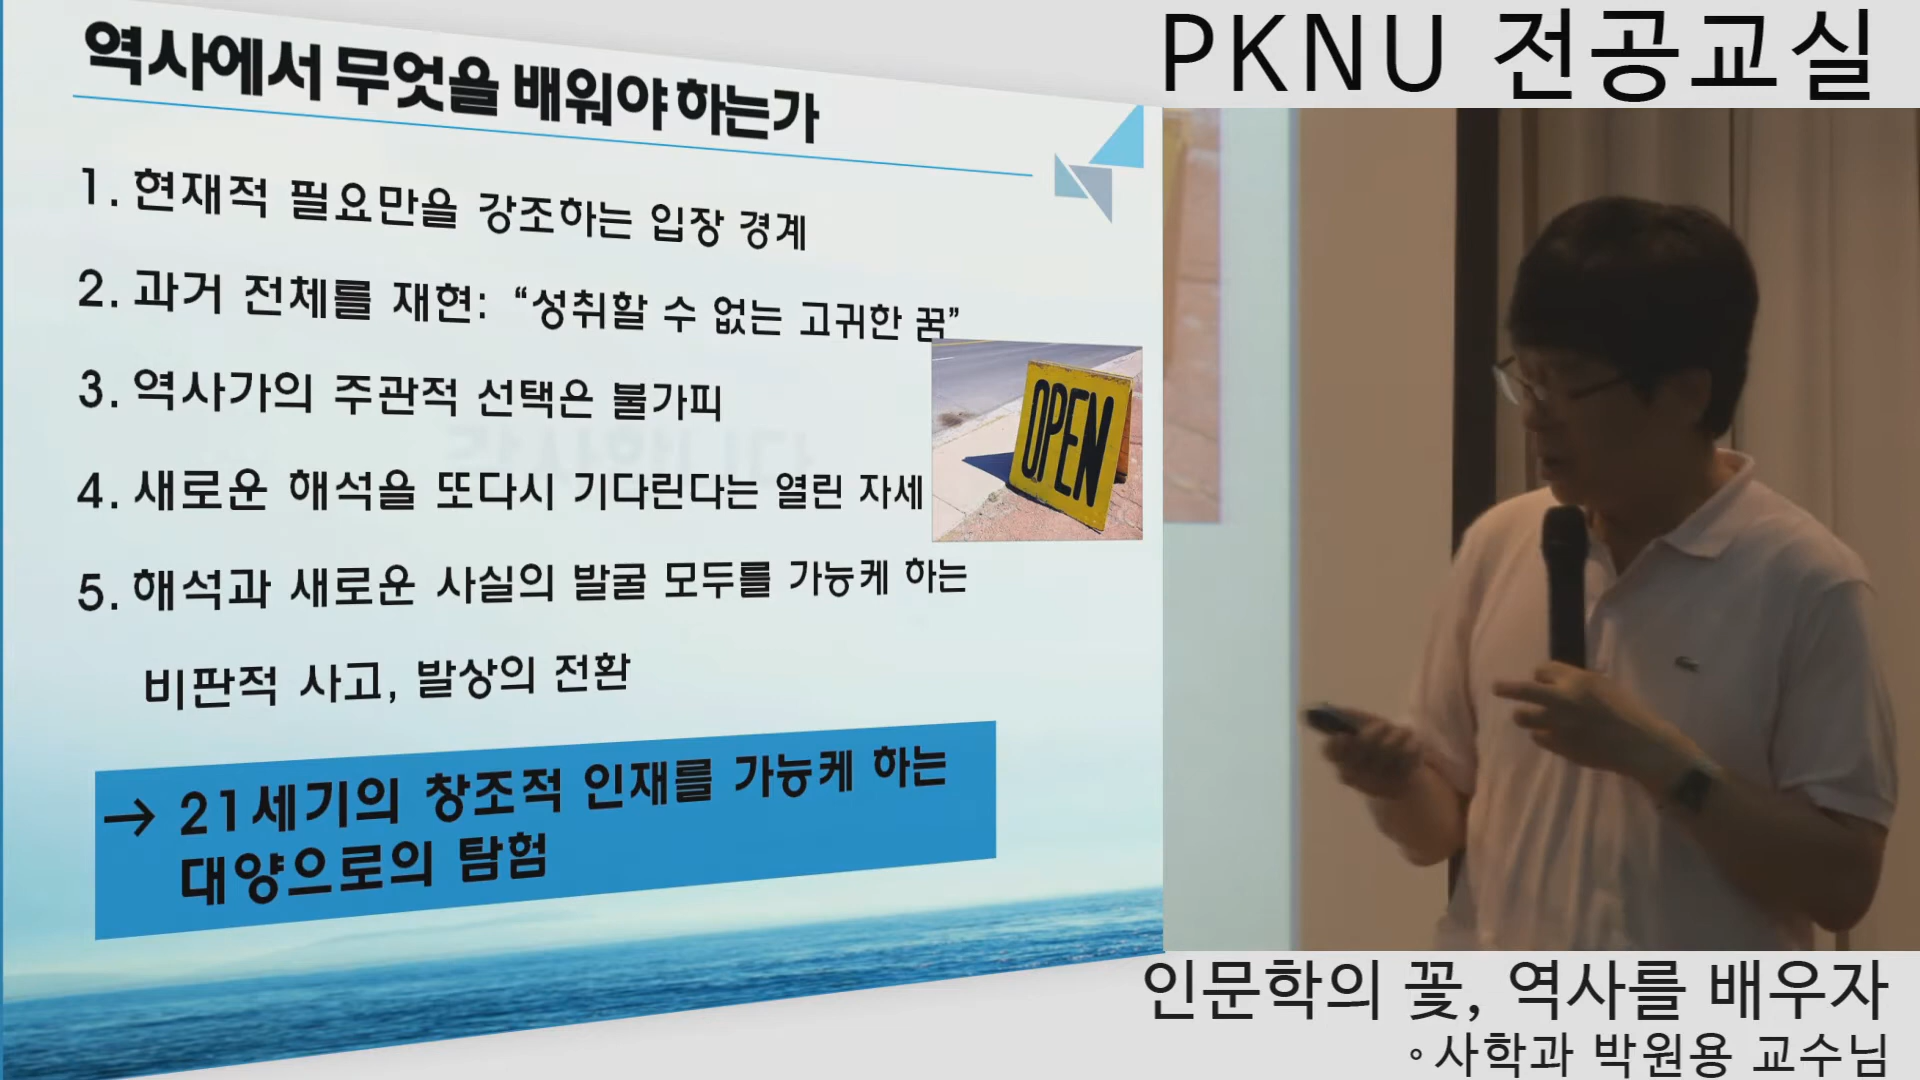 역사에서 무엇을 배워야 하는가
1. 현재적 필요만을 강조하는 입장 경계
2. 과거 전체를 재현: “성취할 수 없는 고귀한 꿈”
3. 역사가의 주관적 선택은 불가피
4. 새로운 해석을 또다시 기다린다는 열린 자세
OPEN
5. 해석과 새로운 사실의 발굴 모두를 가능케 하는
비판적 사고, 발상의 전환
→ 21세기의 창조적 인재를 가능케 하는
대양으로의 탐험
PKNU 전공교실
인문학의 꽃, 역사를 배우자
◦사학과 박원용 교수님